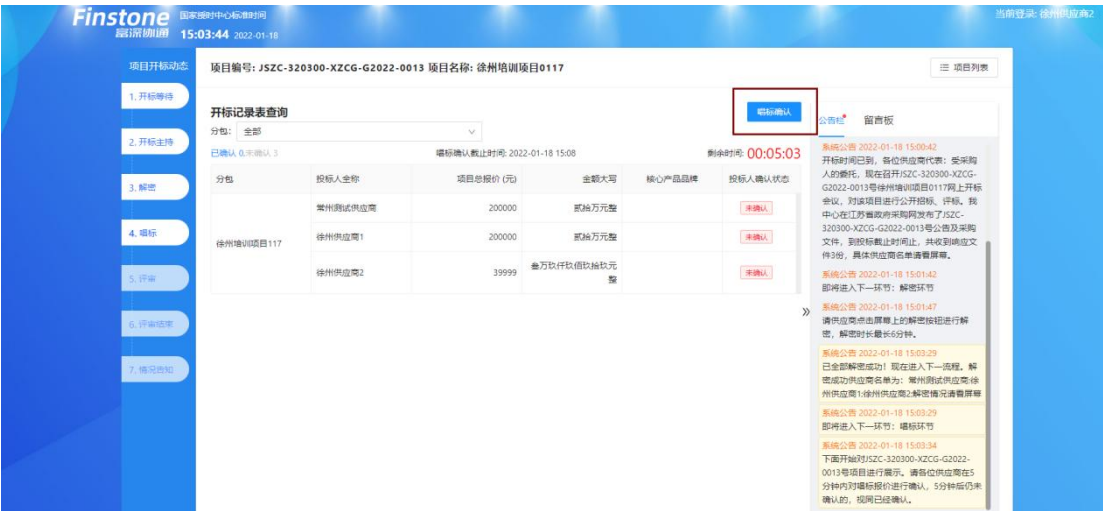 Finstone
富深协通
国家授时中心标准时间
15:03:44 2022-01-18
当前登录: 徐州供应商2
项目开标动态
1. 开标等待
2. 开标主持
3. 解密
4. 唱标
5. 评审
6. 评审结束
7. 情况告知
项目编号: JSZC-320300-XZCG-G2022-0013 项目名称: 徐州培训项目0117
项目列表
开标记录表查询
唱标确认
分包: 全部
已确认 0,未确认 3
唱标确认截止时间: 2022-01-18 15:08
剩余时间: 00:05:03
分包 投标人全称 项目总报价 (元) 金额大写 核心产品品牌 投标人确认状态
徐州培训项目117
常州测试供应商 200000 贰拾万元整 未确认
徐州供应商1 200000 贰拾万元整 未确认
徐州供应商2 39999 叁万玖仟玖佰玖拾玖元
整 未确认
公告栏 留言板
系统公告 2022-01-18 15:00:42
开标时间已到，各位供应商代表：受采购
人的委托，现在召开JSZC-320300-XZCG-
G2022-0013号徐州培训项目0117网上开标
会议，对该项目进行公开招标、评标。我
中心在江苏省政府采购网发布了JSZC-
320300-XZCG-G2022-0013号公告及采购
文件，到投标截止时间止，共收到响应文
件3份，具体供应商名单请看屏幕。
系统公告 2022-01-18 15:01:42
即将进入下一环节：解密环节
系统公告 2022-01-18 15:01:47
请供应商点击屏幕上的解密按钮进行解
密，解密时长最长6分钟。
系统公告 2022-01-18 15:03:29
已全部解密成功！现在进入下一流程。解
密成功供应商名单为：常州测试供应商;徐
州供应商1;徐州供应商2;解密情况请看屏幕
系统公告 2022-01-18 15:03:29
即将进入下一环节：唱标环节
系统公告 2022-01-18 15:03:34
下面开始对JSZC-320300-XZCG-G2022-
0013号项目进行展示。请各位供应商在5
分钟内对唱标报价进行确认，5分钟后仍未
确认的，视同已经确认。